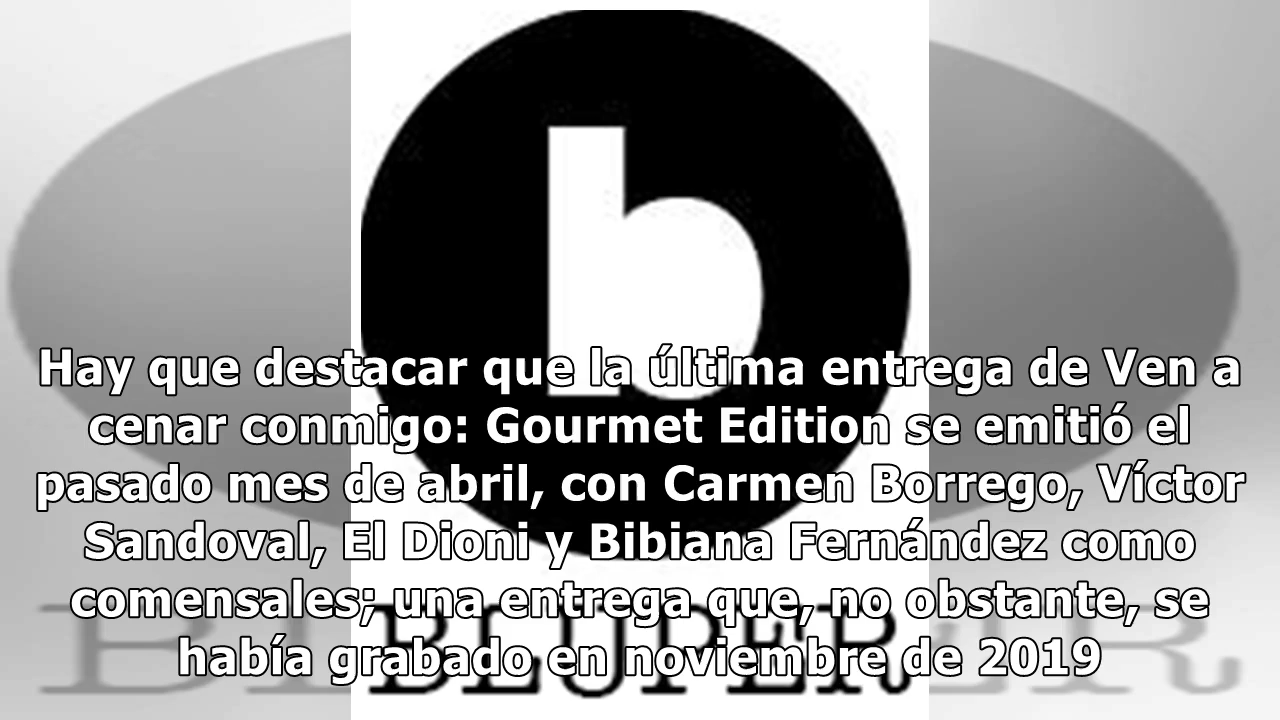 b
Hay que destacar que la última entrega de Ven a
cenar conmigo: Gourmet Edition se emitió el
pasado mes de abril, con Carmen Borrego, Víctor
Sandoval, El Dioni y Bibiana Fernández como
comensales; una entrega que, no obstante, se
había grabado en noviembre de 2019
BLUPER